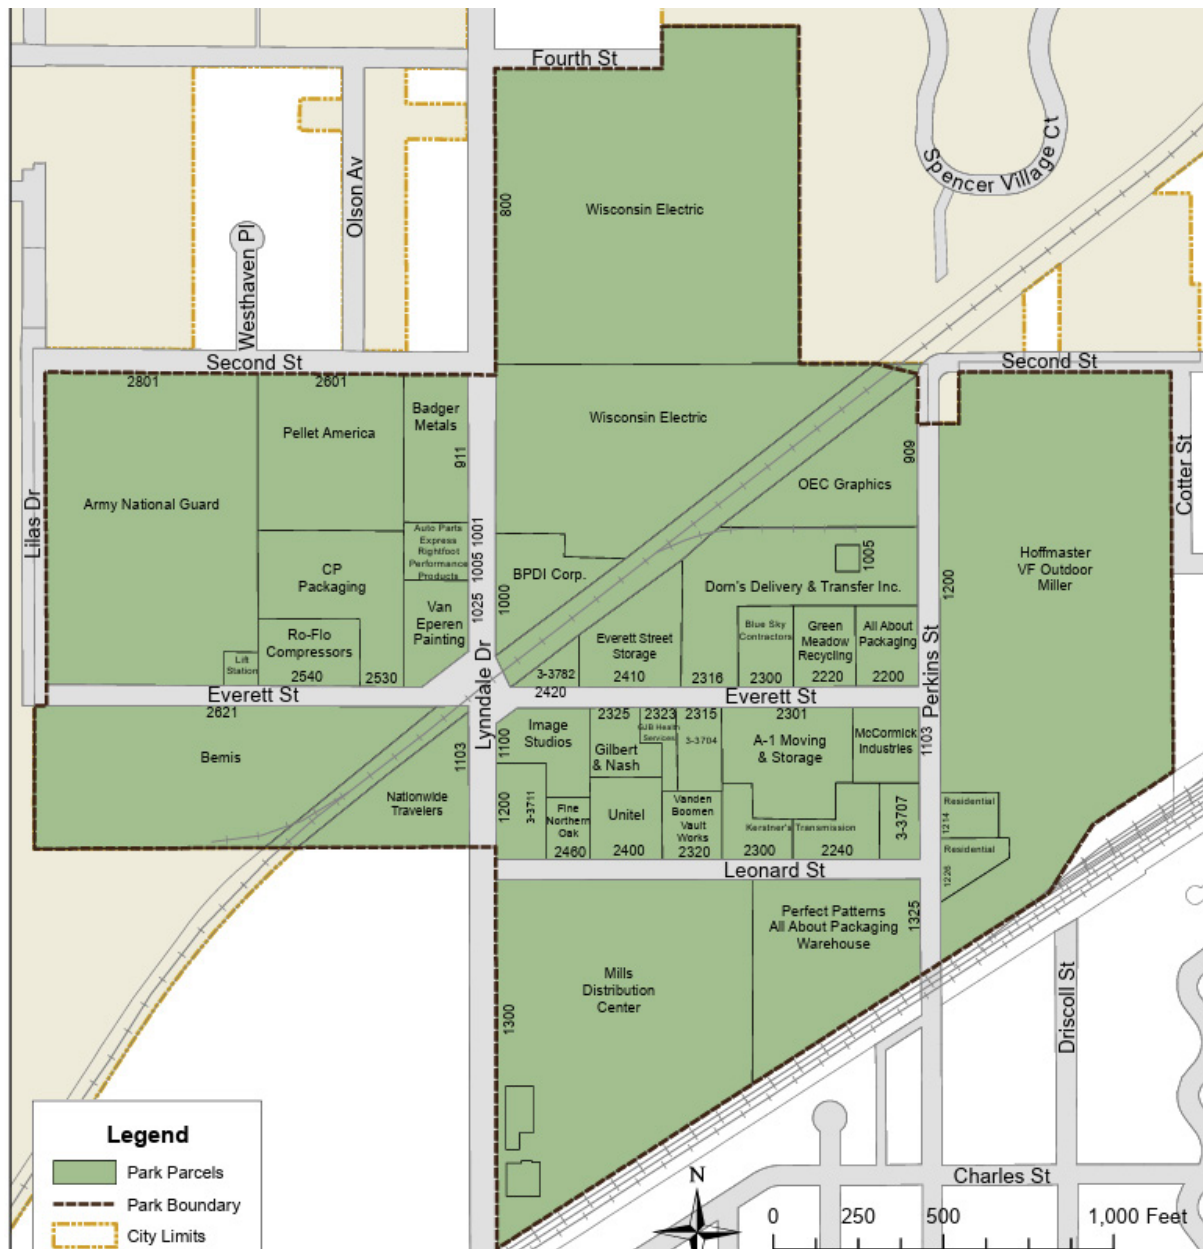 Fourth St
Spencer Village Ct
Olson Av
Westhaven Pl
800
Wisconsin Electric
Second St
Second St
2801
2601
Badger
Metals
Pellet America
911
Wisconsin Electric
909
OEC Graphics
Cotter St
Lilas Dr
Army National Guard
Auto Parts
Express
Rightfoot
Performance
Products
1001
1005
1025
CP
Packaging
BPDI Corp.
1000
Dorn's Delivery & Transfer Inc.
1005
1200
Hoffmaster
VF Outdoor
Miller
Van
Eperen
Painting
Ro-Flo
Compressors
Lift
Station
2540
2530
Everett Street
Storage
Blue Sky
Contractors
Green
Meadow
Recycling
All About
Packaging
3-3782
2410
2316
2300
2220
2200
2420
Everett St
Everett St
Perkins St
Lynndale Dr
2621
Bemis
1103
Nationwide
Travelers
1100
Image
Studios
2325
2323
2315
2301
GJB Health
Services
Gilbert
& Nash
3-3704
A-1 Moving
& Storage
McCormick
Industries
1103
1200
3-3711
Fine
Northern
Oak
2460
Unitel
2400
Vanden
Boomen
Vault
Works
2320
Kerstner's Transmission
2300
2240
3-3707
Residential
1214
Residential
1226
Leonard St
Perfect Patterns
All About Packaging
Warehouse
1325
Mills
Distribution
Center
1300
Driscoll St
Charles St
Legend
Park Parcels
Park Boundary
City Limits
N
0 250 500 1,000 Feet